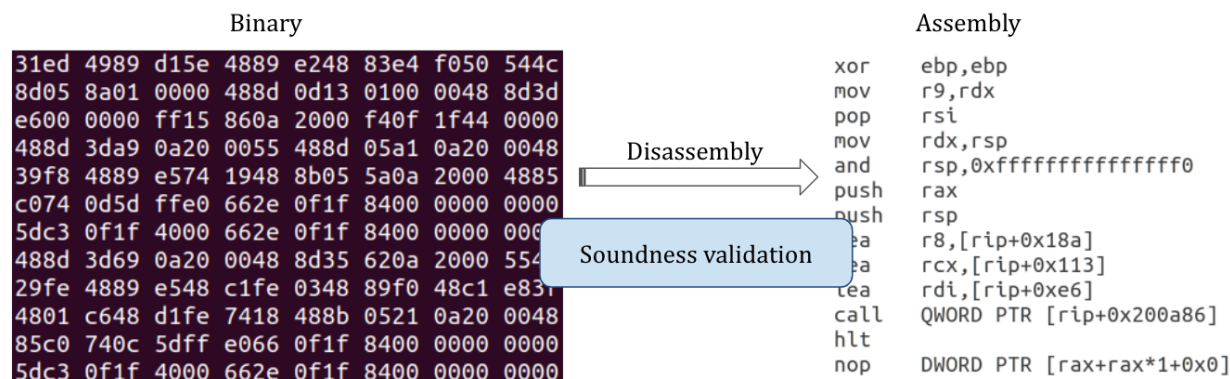 Binary
31ed 4989 d15e 4889 e248 83e4 f050 544c
8d05 8a01 0000 488d 0d13 0100 0048 8d3d
e600 0000 ff15 860a 2000 f40f 1f44 0000
488d 3da9 0a20 0055 488d 05a1 0a20 0048
39f8 4889 e574 1948 8b05 5a0a 2000 4885
c074 0d5d ffe0 662e 0f1f 8400 0000 0000
5dc3 0f1f 4000 662e 0f1f 8400 0000
488d 3d69 0a20 0048 8d35 620a 2000
29fe 4889 e548 c1fe 0348 89f0 48c1
4801 c648 d1fe 7418 488b 0521 0a20 0048
85c0 740c 5dff e066 0f1f 8400 0000 0000
5dc3 0f1f 4000 662e 0f1f 8400 0000 0000
Disassembly
Soundness validation
Assembly
xor ebp,ebp
mov r9,rdx
pop rsi
mov rdx,rsp
and rsp,0xfffffffffffffff0
push rax
push rsp
r8,[rip+0x18a]
rcx,[rip+0x113]
lea rdi,[rip+0xe6]
call QWORD PTR [rip+0x200a86]
hlt
nop DWORD PTR [rax+rax*1+0x0]